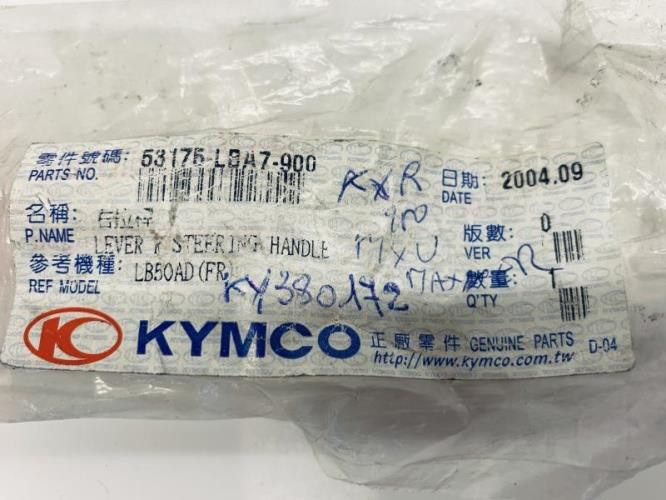 零件號碼: 53175-LBA7-900
PARTS NO.
日期: 2004.09
DATE
名稱:
P.NAME LEVER R STEERING HANDLE
版數: 0
VER
參考機種: LB50AD(FR
REF MODEL
數量: 1
Q'TY
KXR
MXU
KY380172
KYMCO
正廠零件 GENUINE PARTS D-04
http://www.kymco.com.tw